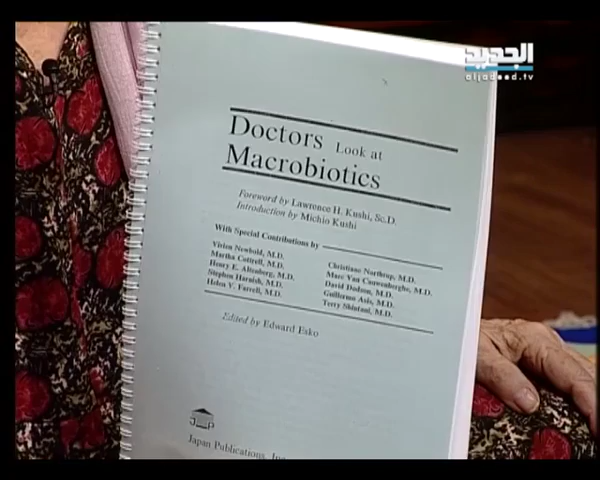 الجديد
aljadeed.tv
Doctors Look at
Macrobiotics
Foreword by Lawrence H. Kushi, Sc.D.
Introduction by Michio Kushi
With Special Contributions by
Vivien Newbold, M.D.
Martha Cottrell, M.D.
Henry E. Altenberg, M.D.
Stephen Harnish, M.D.
Helen V. Farrell, M.D.
Christiane Northrup, M.D.
Marc Van Cauwenberghe, M.D.
David Dodson, M.D.
Guillermo Asis, M.D.
Terry Shintani, M.D.
Edited by Edward Esko
Japan Publications, Inc